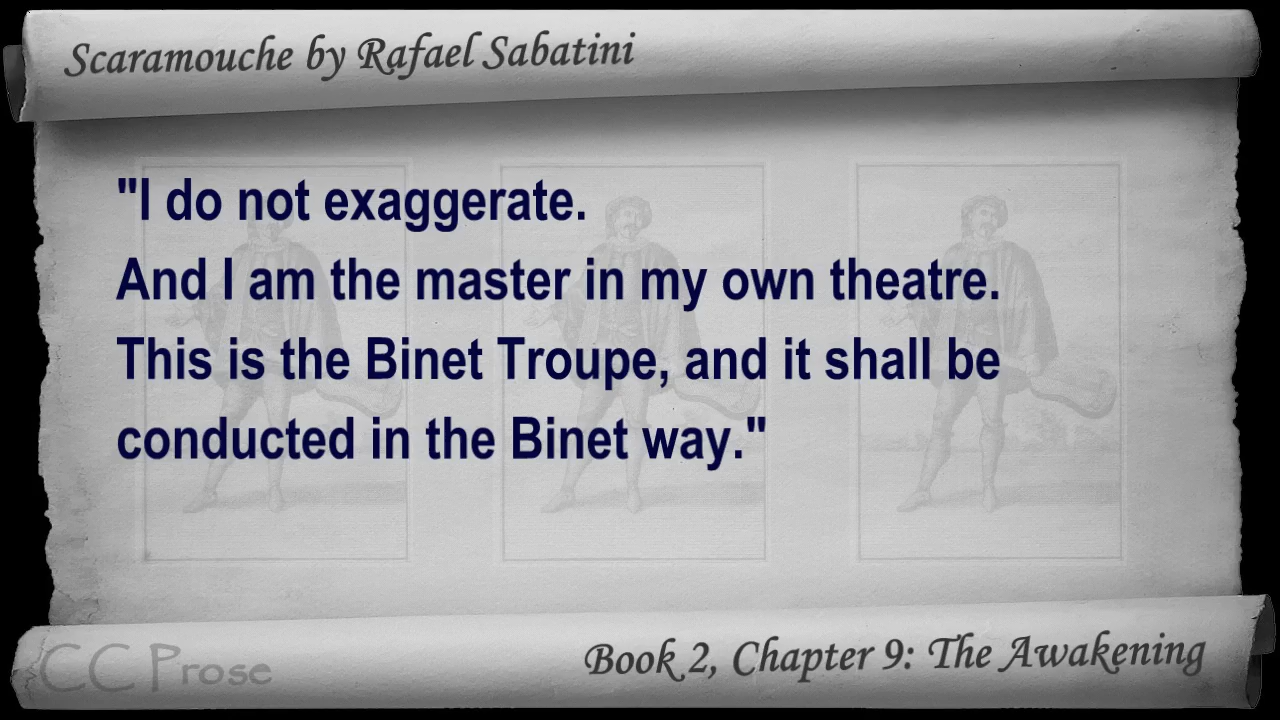 Scaramouche by Rafael Sabatini
"I do not exaggerate.
And I am the master in my own theatre.
This is the Binet Troupe, and it shall be
conducted in the Binet way."
CC Prose
Book 2, Chapter 9: The Awakening